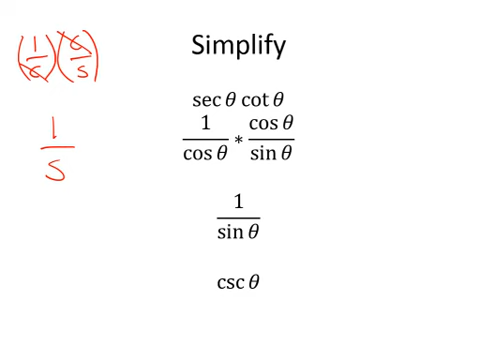 (1/c)(c/s)
1/s
Simplify
sec θ cot θ
1/cos θ * cos θ/sin θ
1/sin θ
csc θ